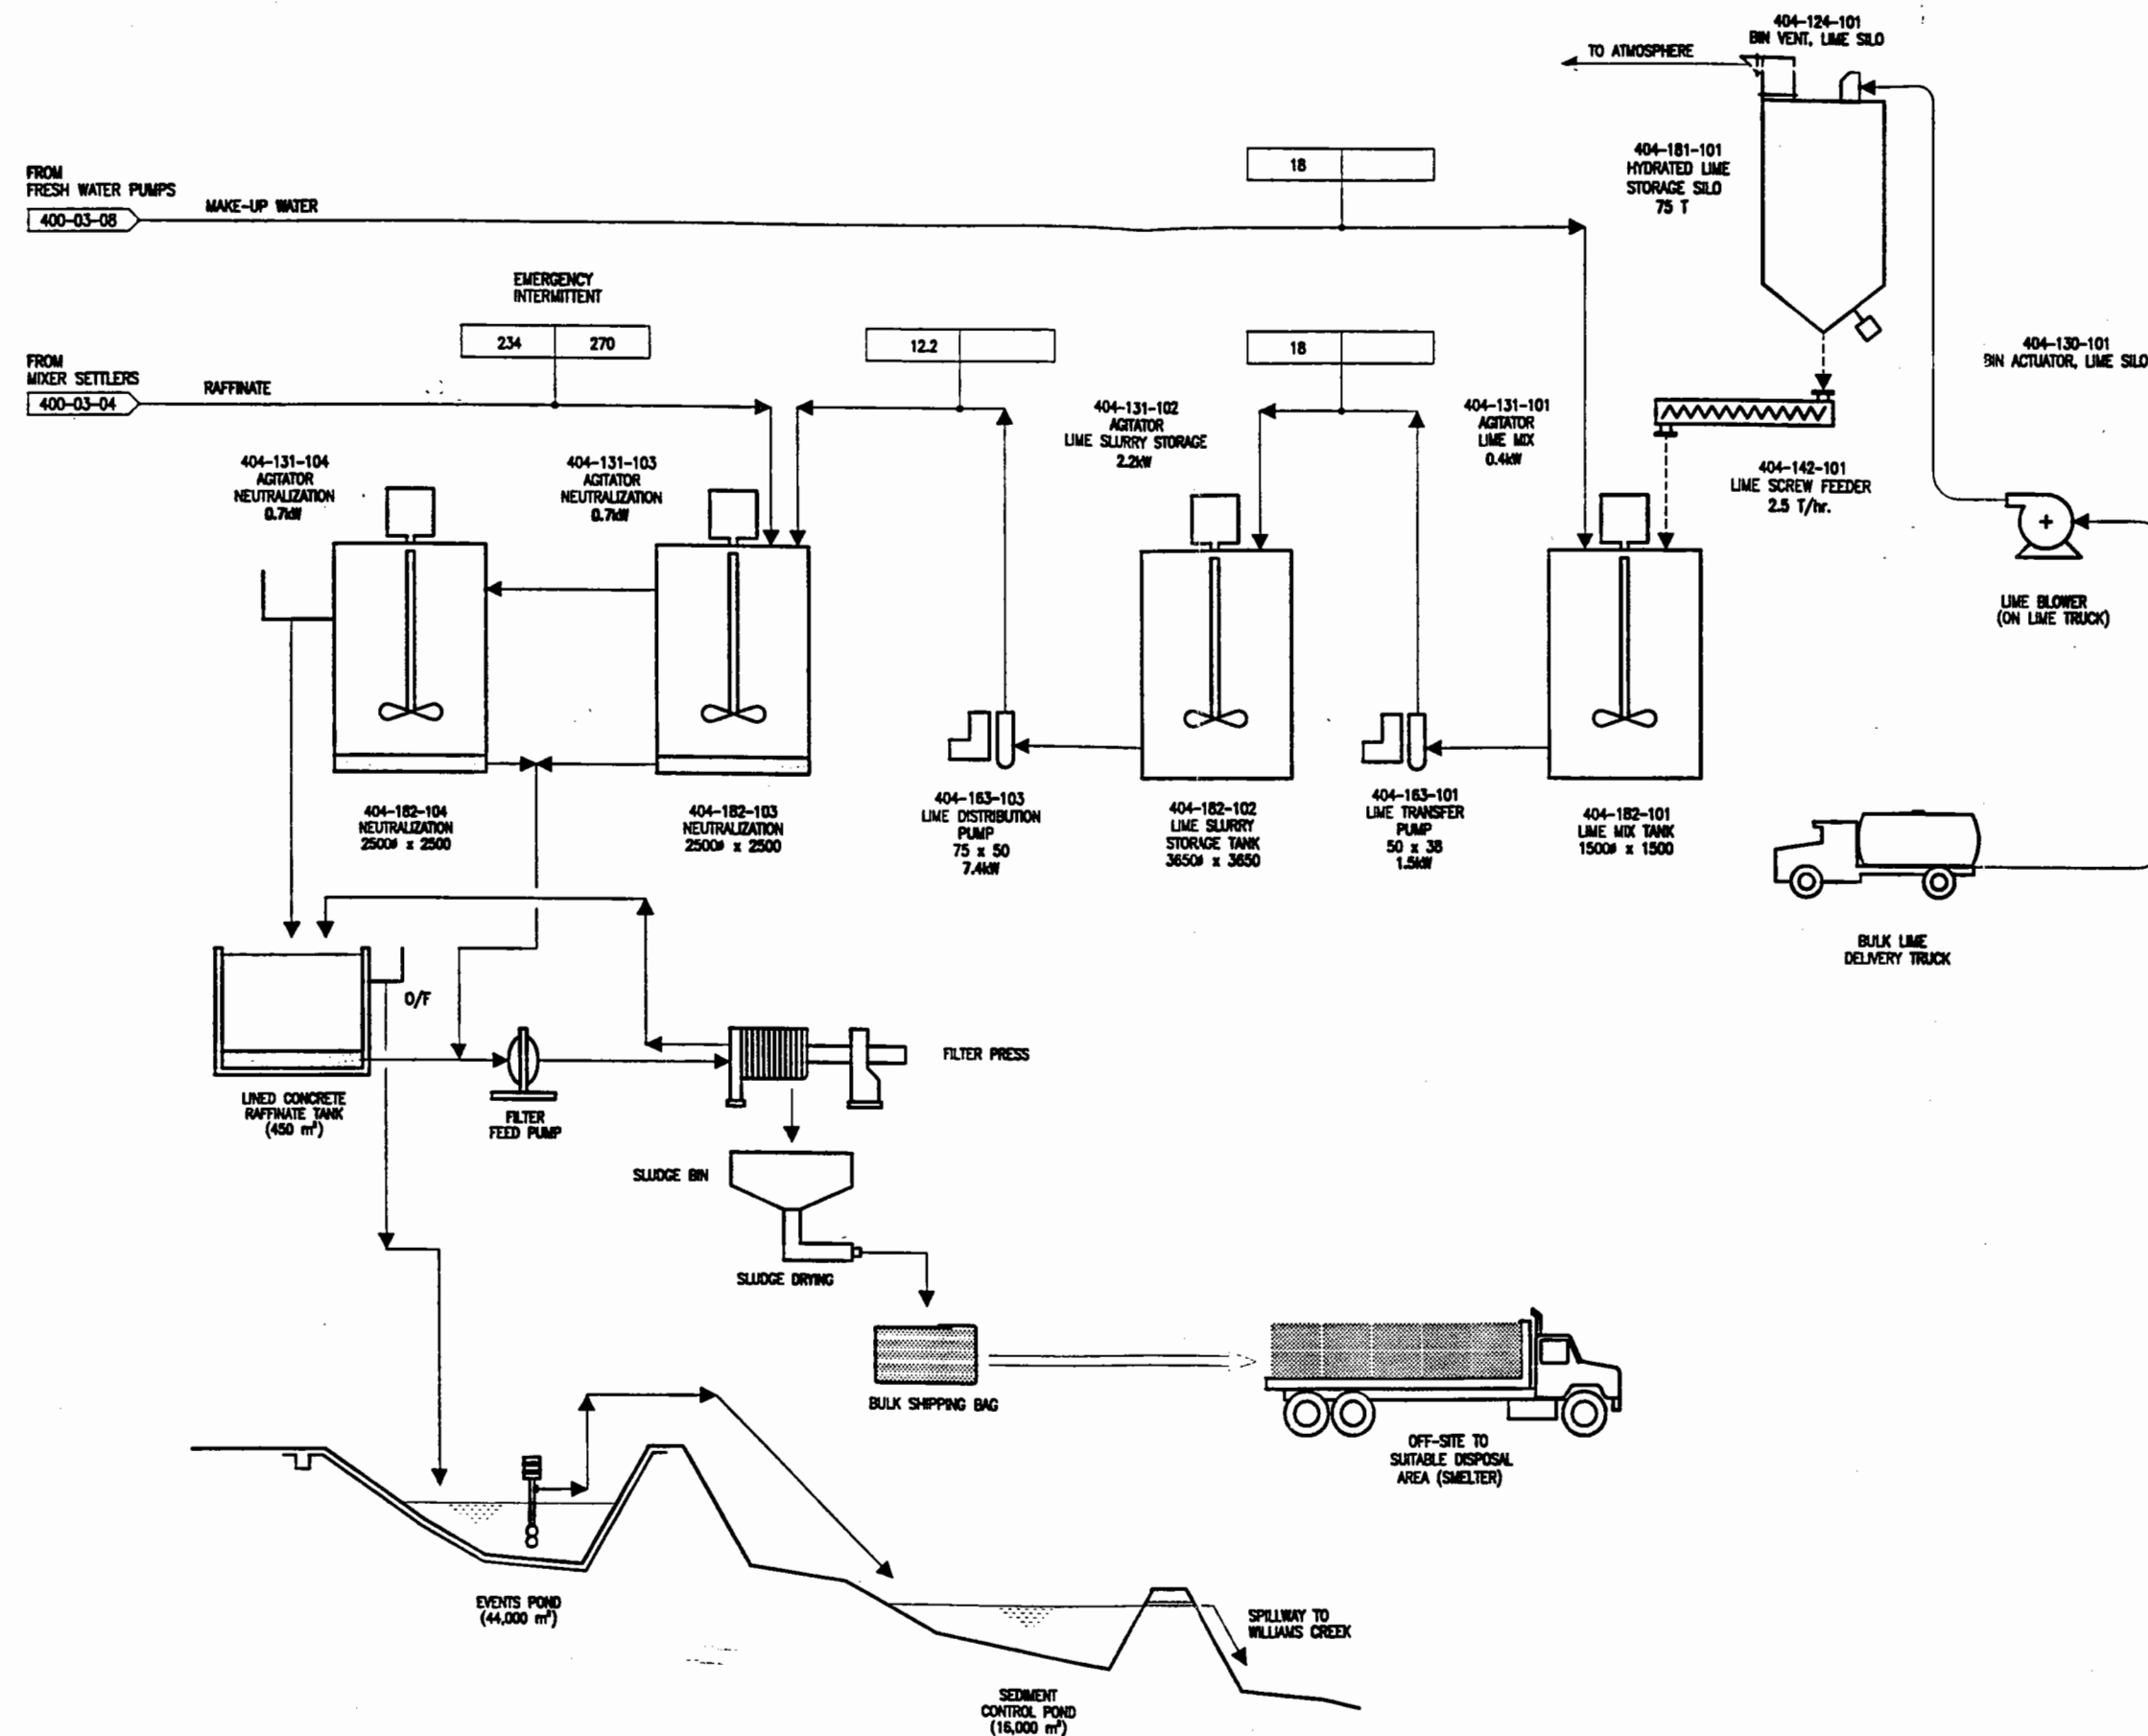 404-124-101
BIN VENT, LIME SILO
TO ATMOSPHERE
404-181-101
HYDRATED LIME
STORAGE SILO
75 T
18
FROM
FRESH WATER PUMPS
400-03-08
MAKE-UP WATER
EMERGENCY
INTERMITTENT
234
270
12.2
18
404-130-101
BIN ACTUATOR, LIME SILO
FROM
MIXER SETTLERS
400-03-04
RAFFINATE
404-131-104
AGITATOR
NEUTRALIZATION
0.7kW
404-131-103
AGITATOR
NEUTRALIZATION
0.7kW
404-131-102
AGITATOR
LIME SLURRY STORAGE
2.2kW
404-131-101
AGITATOR
LIME MIX
0.4kW
404-142-101
LIME SCREW FEEDER
2.5 T/hr.
LIME BLOWER
(ON LIME TRUCK)
404-182-104
NEUTRALIZATION
2500ø x 2500
404-182-103
NEUTRALIZATION
2500ø x 2500
404-163-103
LIME DISTRIBUTION
PUMP
75 x 50
7.4kW
404-182-102
LIME SLURRY
STORAGE TANK
3650ø x 3650
404-163-101
LIME TRANSFER
PUMP
50 x 38
1.5kW
404-182-101
LIME MIX TANK
1500ø x 1500
BULK LIME
DELIVERY TRUCK
O/F
LINED CONCRETE
RAFFINATE TANK
(450 m³)
FILTER
FEED PUMP
FILTER PRESS
SLUDGE BIN
SLUDGE DRYING
BULK SHIPPING BAG
OFF-SITE TO
SUITABLE DISPOSAL
AREA (SMELTER)
EVENTS POND
(44,000 m³)
SPILLWAY TO
WILLIAMS CREEK
SEDIMENT
CONTROL POND
(16,000 m³)